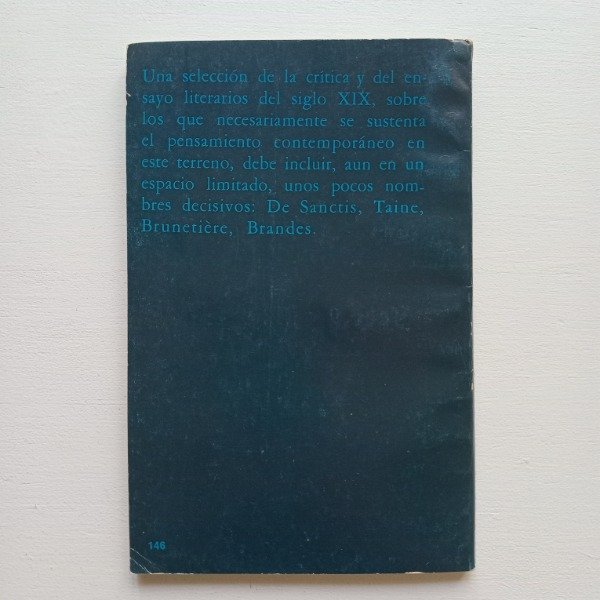 Una selección de la crítica y del en-
sayo literarios del siglo XIX, sobre
los que necesariamente se sustenta
el pensamiento contemporáneo en
este terreno, debe incluir, aun en un
espacio limitado, unos pocos nom-
bres decisivos: De Sanctis, Taine,
Brunetière, Brandes.
146